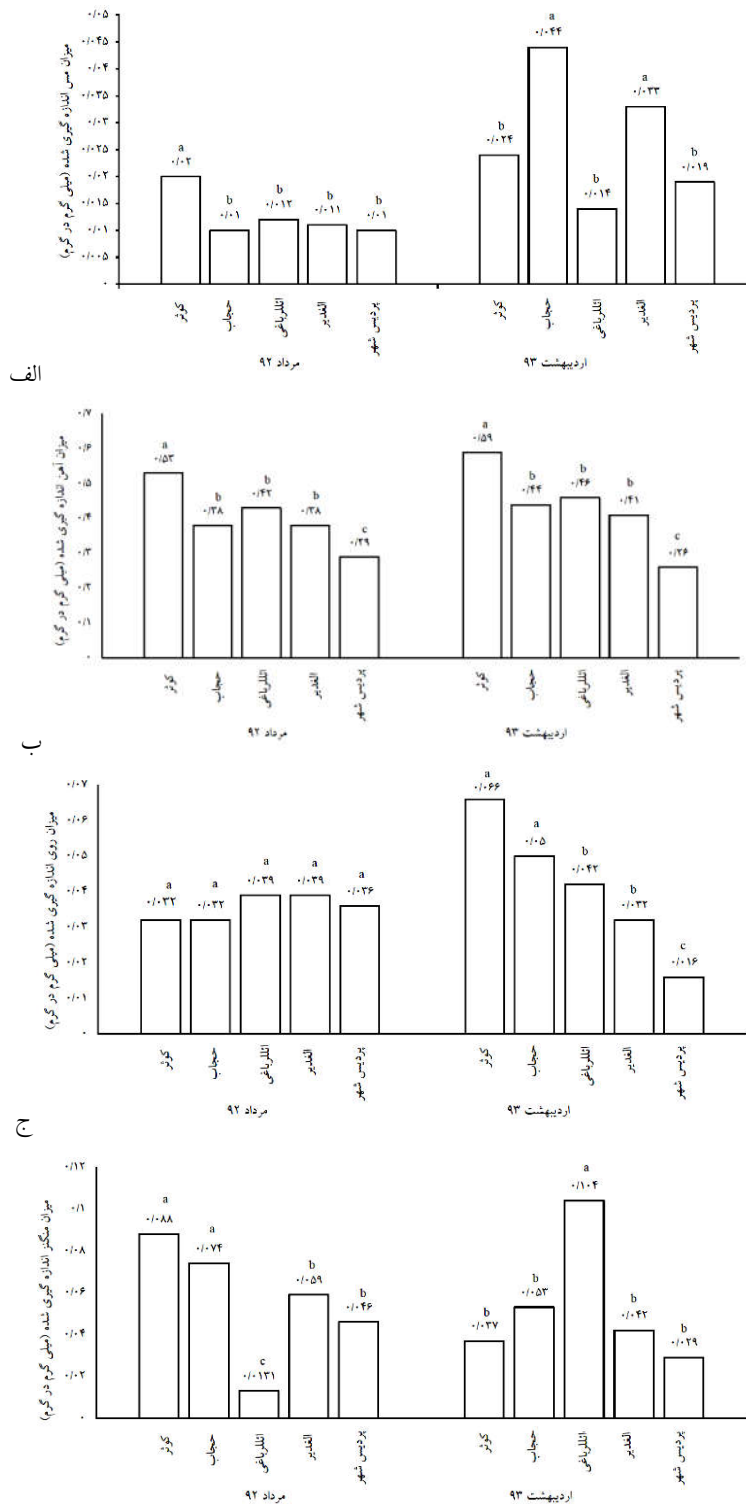 میزان مس اندازه گیری شده (میلی گرم در گرم)
۰/۰۵
۰/۰۴۵
۰/۰۴
۰/۰۳۵
۰/۰۳
۰/۰۲۵
۰/۰۲
۰/۰۱۵
۰/۰۱
۰/۰۰۵
۰
a b b b b b a b a b
۰/۰۲ ۰/۰۱ ۰/۰۱۲ ۰/۰۱۱ ۰/۰۱ ۰/۰۲۴ ۰/۰۴۴ ۰/۰۱۴ ۰/۰۳۳ ۰/۰۱۹
کوثر حجاب ائللرباغی الغدیر پردیس شهر کوثر حجاب ائللرباغی الغدیر پردیس شهر
مرداد ۹۲ اردیبهشت ۹۳
الف
میزان آهن اندازه گیری شده (میلی گرم در گرم)
۰/۷
۰/۶
۰/۵
۰/۴
۰/۳
۰/۲
۰/۱
۰
a b b b c a b b b c
۰/۵۳ ۰/۳۸ ۰/۴۲ ۰/۳۸ ۰/۲۹ ۰/۵۹ ۰/۴۴ ۰/۴۶ ۰/۴۱ ۰/۲۶
کوثر حجاب ائللرباغی الغدیر پردیس شهر کوثر حجاب ائللرباغی الغدیر پردیس شهر
مرداد ۹۲ اردیبهشت ۹۳
ب
میزان روی اندازه گیری شده (میلی گرم در گرم)
۰/۰۷
۰/۰۶
۰/۰۵
۰/۰۴
۰/۰۳
۰/۰۲
۰/۰۱
۰
a a a a a a a b b c
۰/۰۳۲ ۰/۰۳۲ ۰/۰۳۹ ۰/۰۳۹ ۰/۰۳۶ ۰/۰۶۶ ۰/۰۵ ۰/۰۴۲ ۰/۰۳۲ ۰/۰۱۶
کوثر حجاب ائللرباغی الغدیر پردیس شهر کوثر حجاب ائللرباغی الغدیر پردیس شهر
مرداد ۹۲ اردیبهشت ۹۳
ج
میزان منگنز اندازه گیری شده (میلی گرم در گرم)
۰/۱۲
۰/۱
۰/۰۸
۰/۰۶
۰/۰۴
۰/۰۲
۰
a a c b b b b a b b
۰/۰۸۸ ۰/۰۷۴ ۰/۰۱۳۱ ۰/۰۵۹ ۰/۰۴۶ ۰/۰۳۷ ۰/۰۵۳ ۰/۱۰۴ ۰/۰۴۲ ۰/۰۲۹
کوثر حجاب ائللرباغی الغدیر پردیس شهر کوثر حجاب ائللرباغی الغدیر پردیس شهر
مرداد ۹۲ اردیبهشت ۹۳